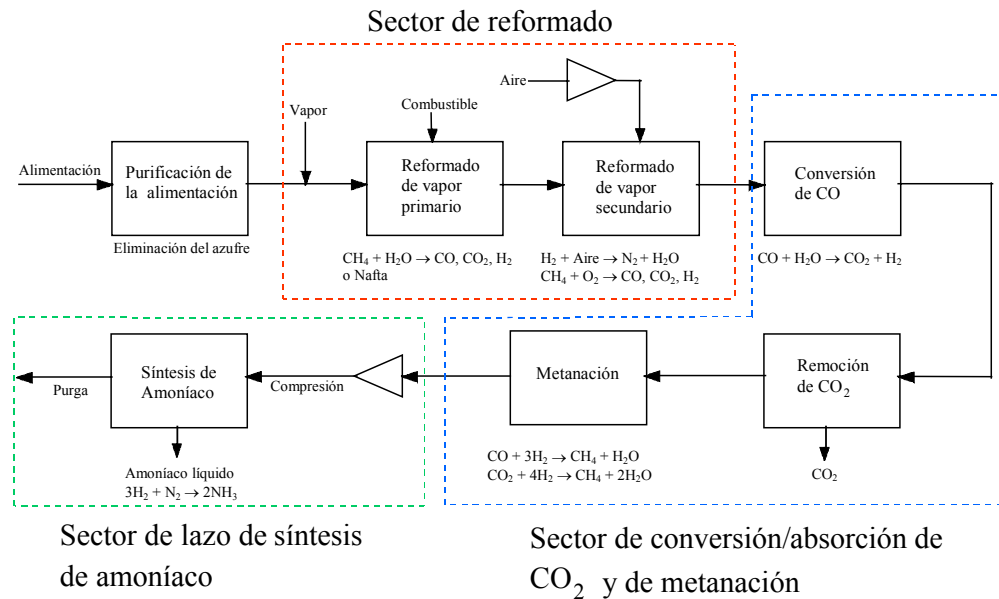 Sector de reformado
Aire
Vapor
Combustible
Alimentación
Purificación de
la alimentación
Eliminación del azufre
Reformado
de vapor
primario
CH₄ + H₂O → CO, CO₂, H₂
o Nafta
Reformado
de vapor
secundario
H₂ + Aire → N₂ + H₂O
CH₄ + O₂ → CO, CO₂, H₂
Conversión
de CO
CO + H₂O → CO₂ + H₂
Purga
Síntesis de
Amoníaco
Compresión
Amoníaco líquido
3H₂ + N₂ → 2NH₃
Metanación
CO + 3H₂ → CH₄ + H₂O
CO₂ + 4H₂ → CH₄ + 2H₂O
Remoción
de CO₂
CO₂
Sector de lazo de síntesis
de amoníaco
Sector de conversión/absorción de
CO₂ y de metanación